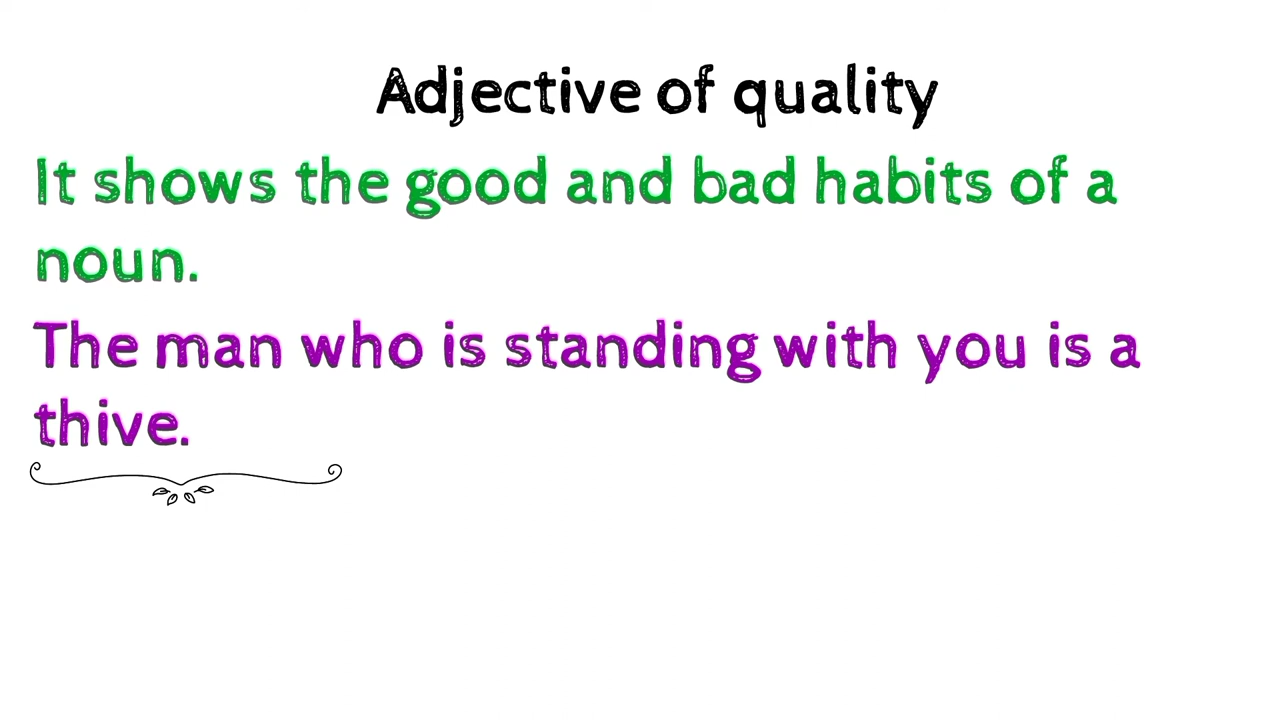 Adjective of quality
It shows the good and bad habits of a
noun.
The man who is standing with you is a
thive.